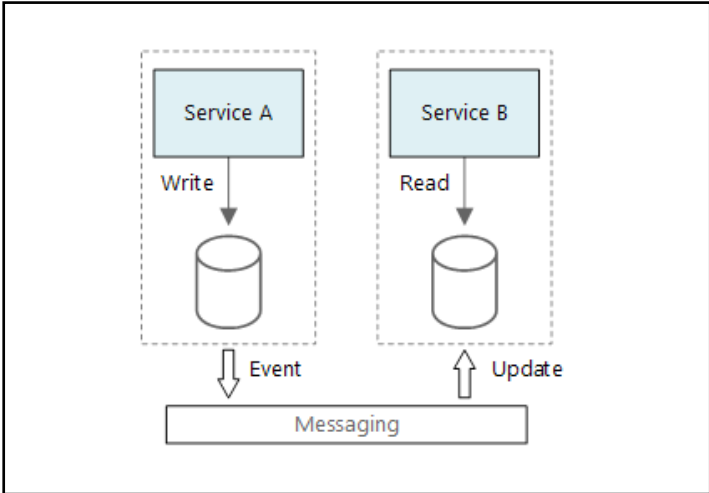 Service A
Service B
Write
Read
Event
Update
Messaging